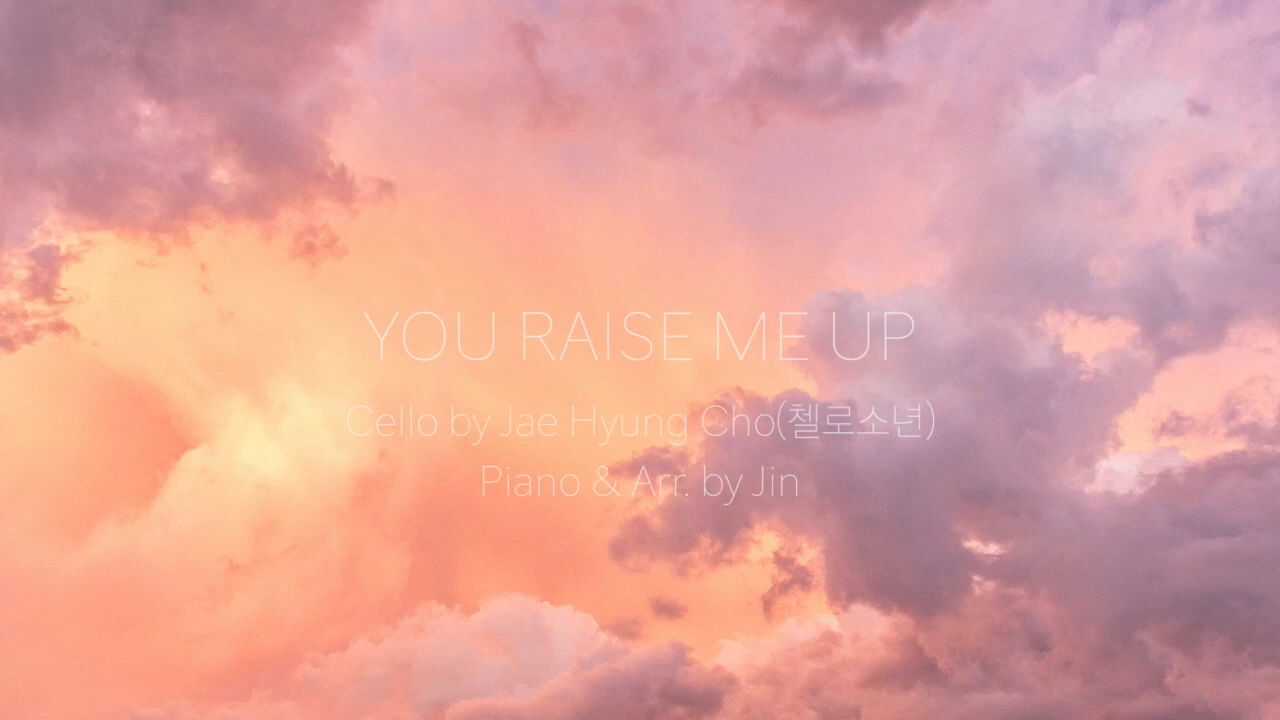 YOU RAISE ME UP
Cello by Jae Hyung Cho(첼로소년)
Piano & Arr. by Jin